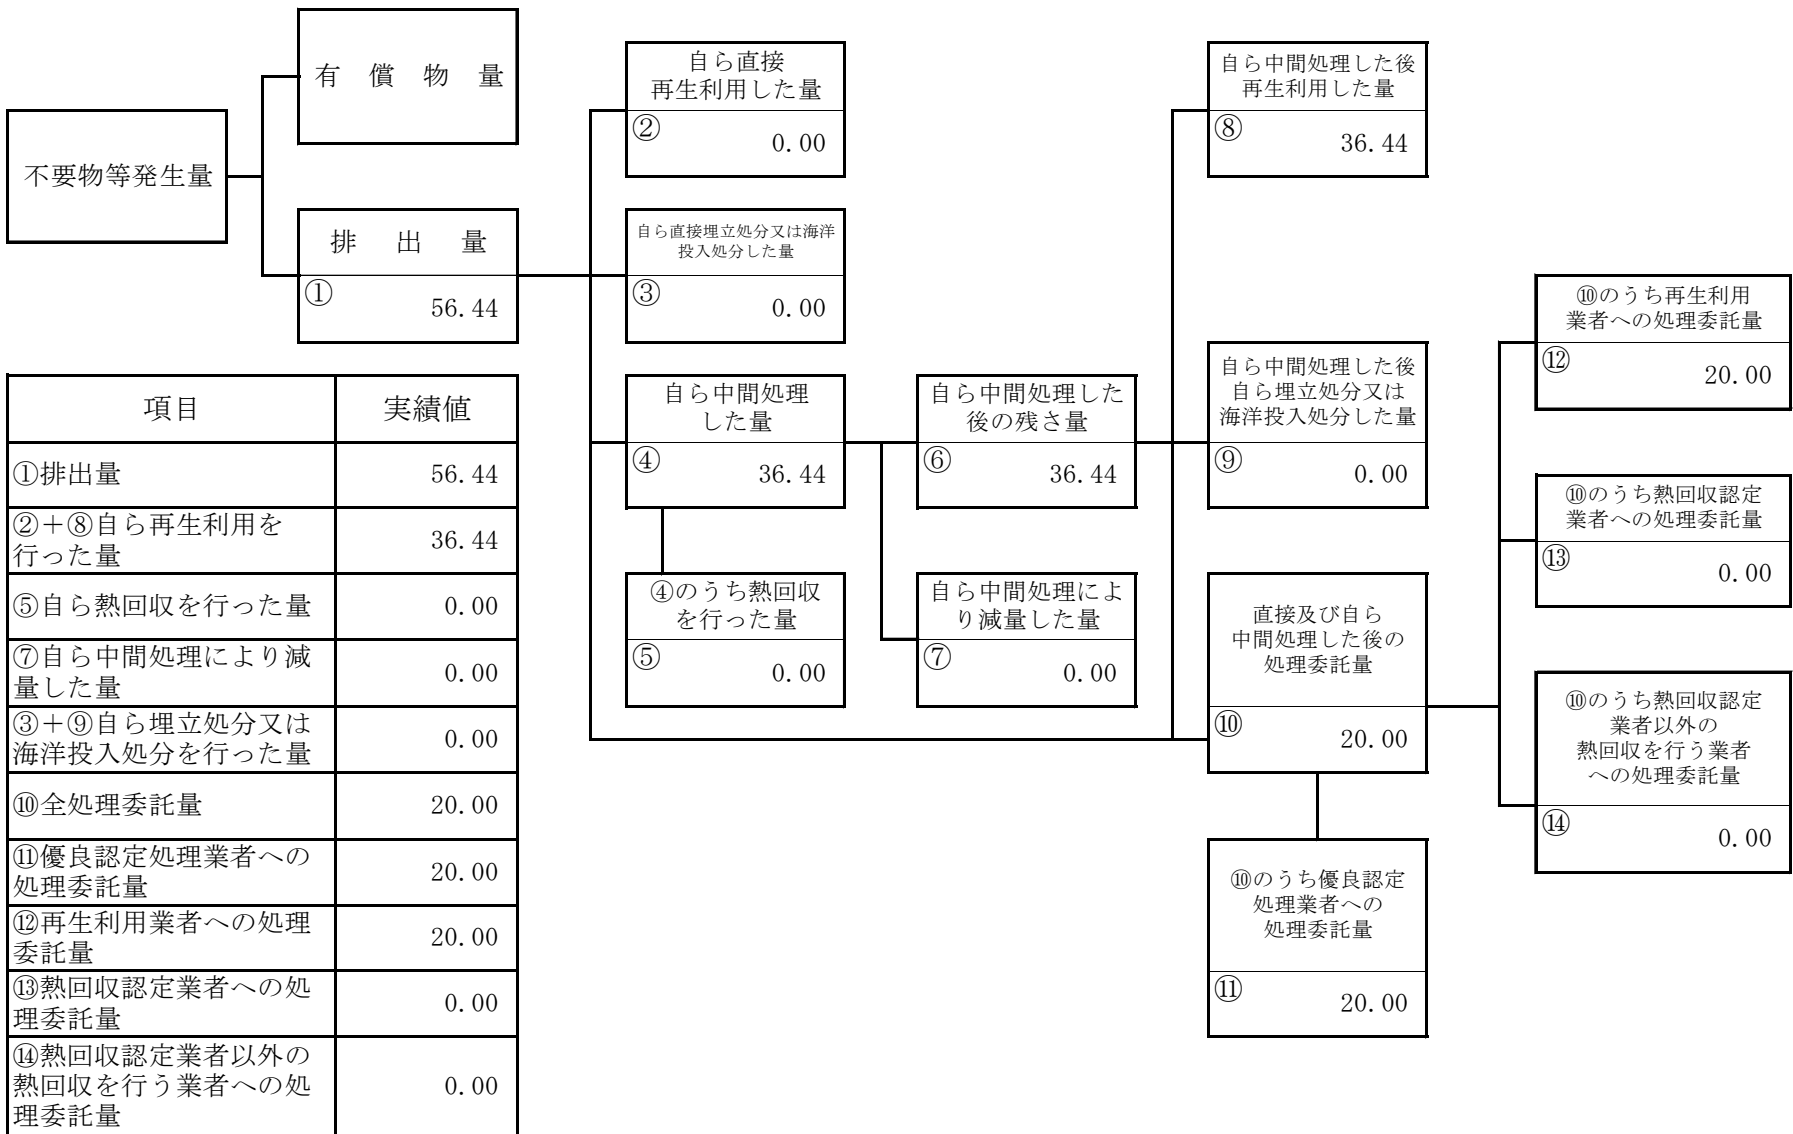 有 償 物 量
不要物等発生量
排 出 量
①
56.44
自ら直接
再生利用した量
②
0.00
自ら直接埋立処分又は海洋
投入処分した量
③
0.00
自ら中間処理
した量
④
36.44
④のうち熱回収
を行った量
⑤
0.00
自ら中間処理した
後の残さ量
⑥
36.44
自ら中間処理によ
り減量した量
⑦
0.00
自ら中間処理した後
再生利用した量
⑧
36.44
自ら中間処理した後
自ら埋立処分又は
海洋投入処分した量
⑨
0.00
直接及び自ら
中間処理した後の
処理委託量
⑩
20.00
⑩のうち優良認定
処理業者への
処理委託量
⑪
20.00
⑩のうち再生利用
業者への処理委託量
⑫
20.00
⑩のうち熱回収認定
業者への処理委託量
⑬
0.00
⑩のうち熱回収認定
業者以外の
熱回収を行う業者
への処理委託量
⑭
0.00
項目 実績値
①排出量 56.44
②＋⑧自ら再生利用を
行った量 36.44
⑤自ら熱回収を行った量 0.00
⑦自ら中間処理により減
量した量 0.00
③＋⑨自ら埋立処分又は
海洋投入処分を行った量 0.00
⑩全処理委託量 20.00
⑪優良認定処理業者への
処理委託量 20.00
⑫再生利用業者への処理
委託量 20.00
⑬熱回収認定業者への処
理委託量 0.00
⑭熱回収認定業者以外の
熱回収を行う業者への処
理委託量 0.00